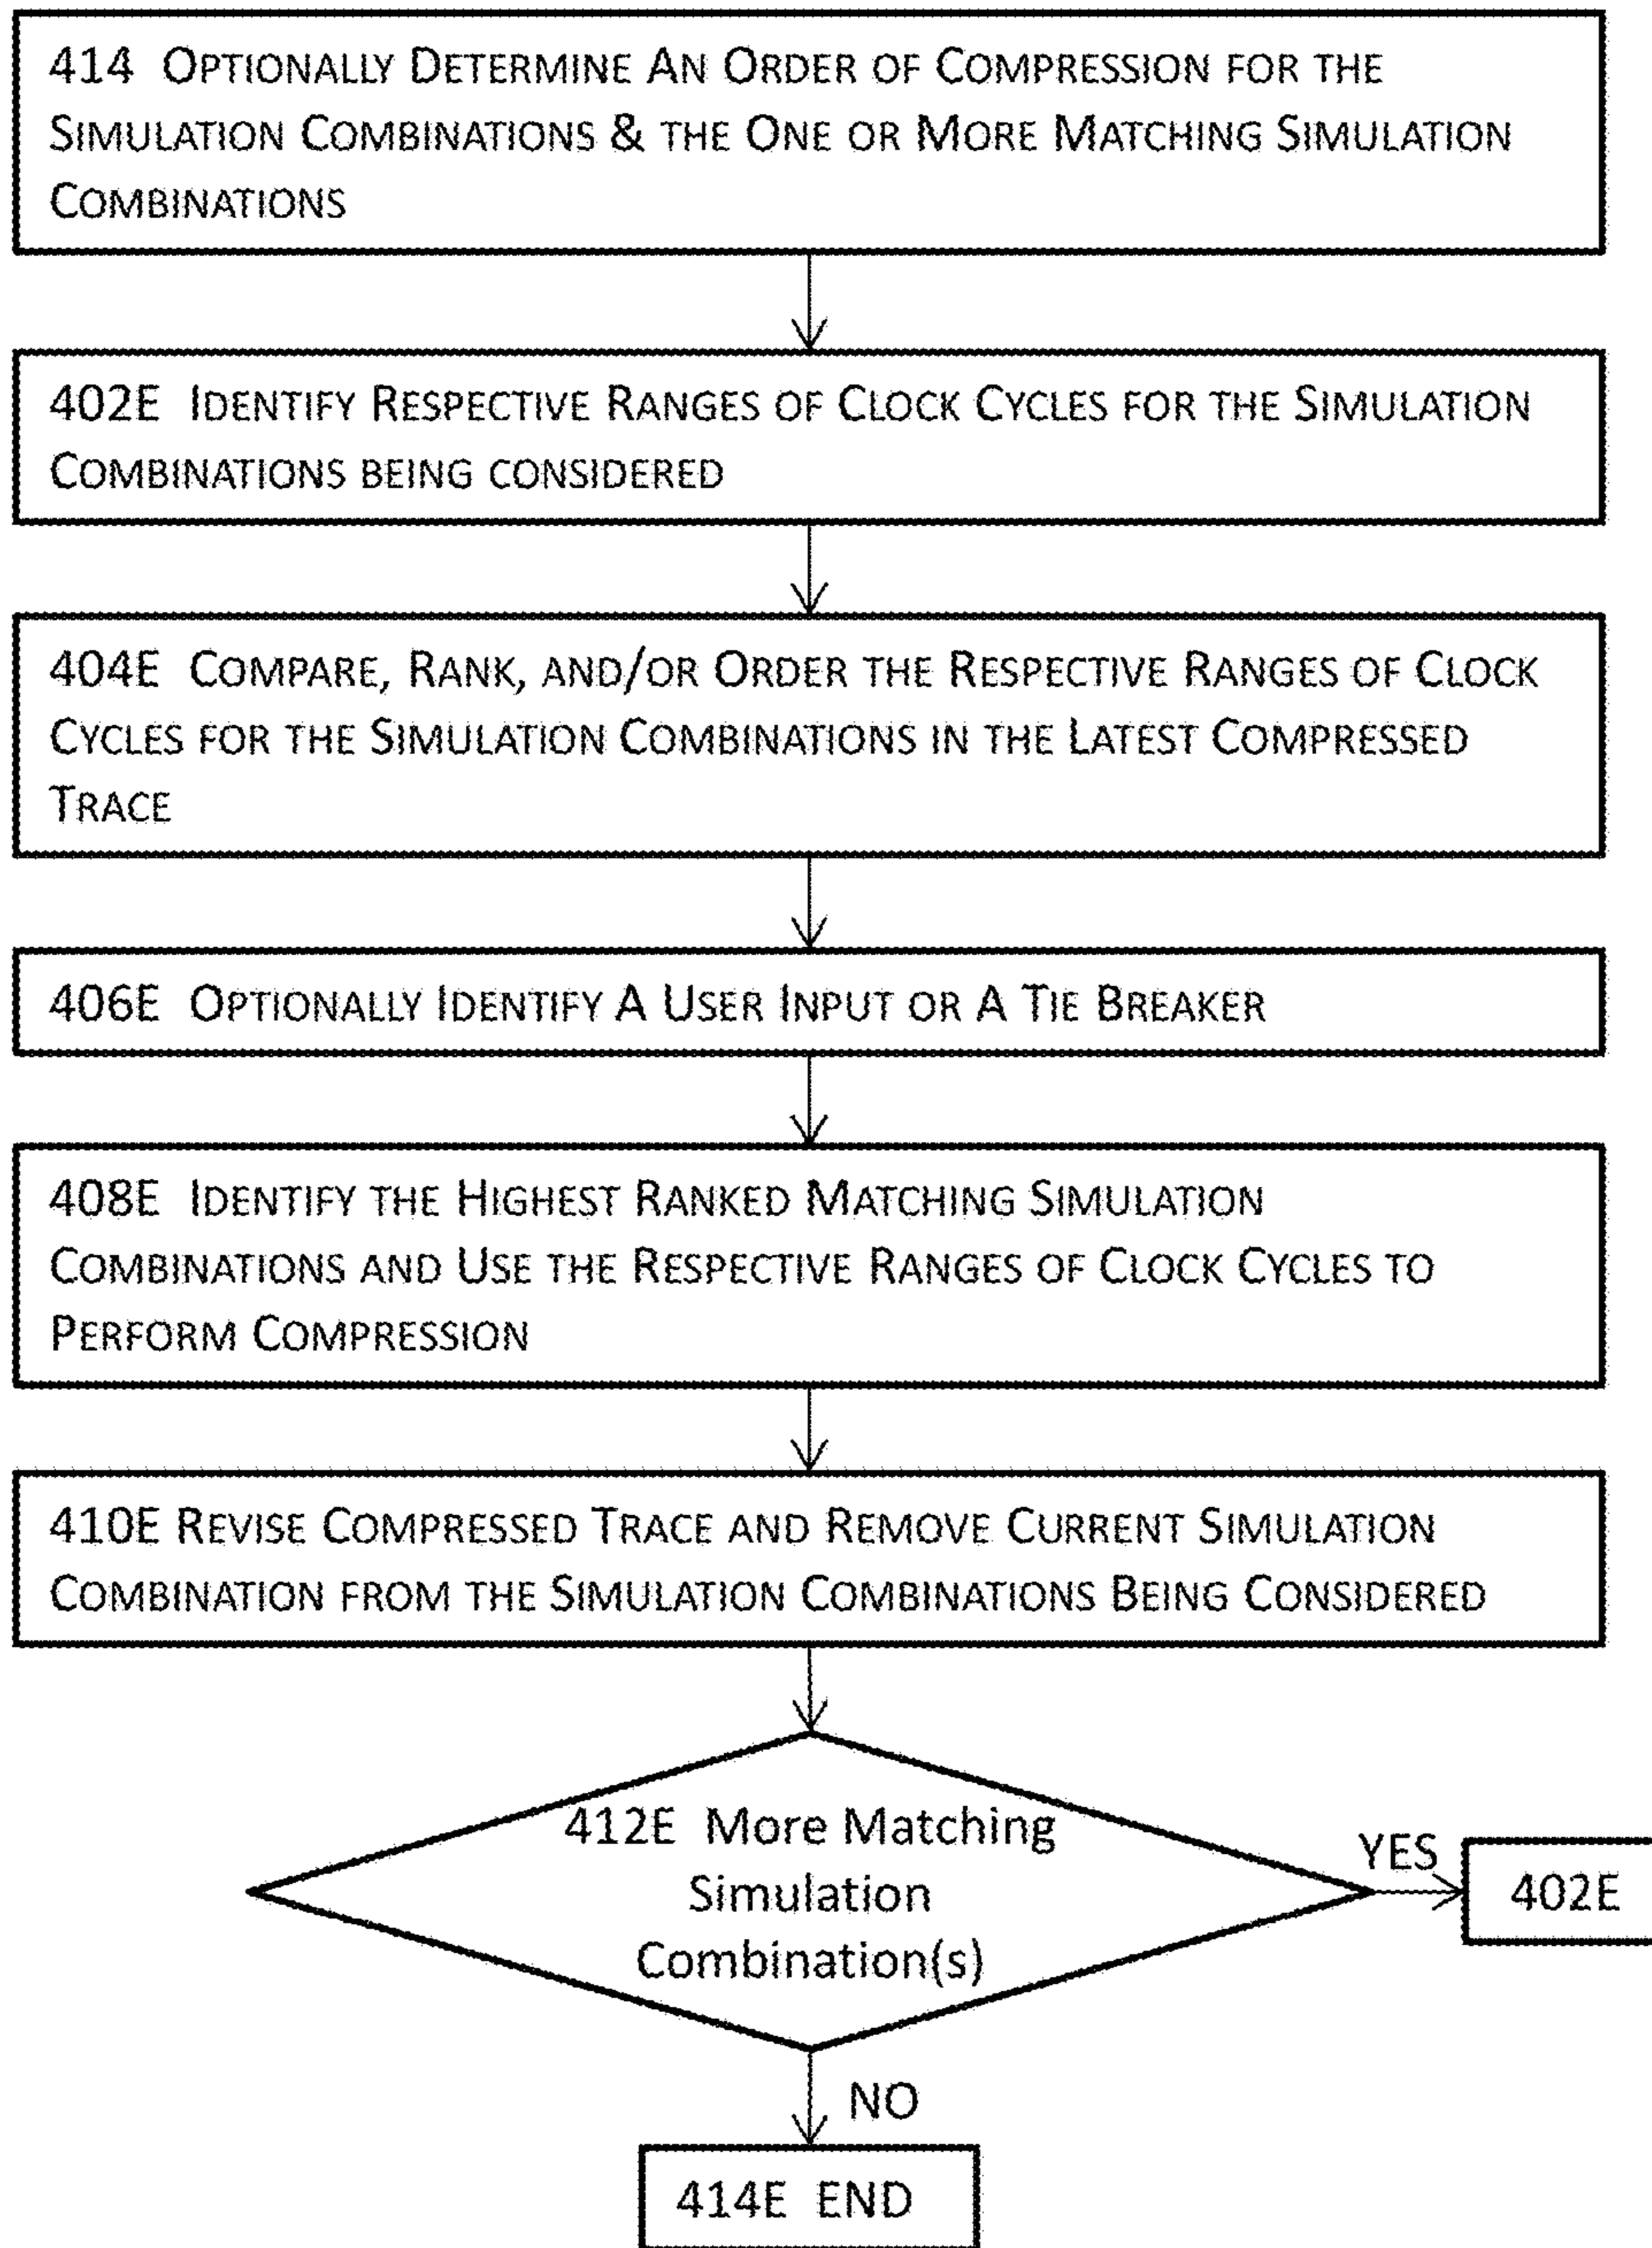 414 OPTIONALLY DETERMINE AN ORDER OF COMPRESSION FOR THE
SIMULATION COMBINATIONS & THE ONE OR MORE MATCHING SIMULATION
COMBINATIONS
402E IDENTIFY RESPECTIVE RANGES OF CLOCK CYCLES FOR THE SIMULATION
COMBINATIONS BEING CONSIDERED
404E COMPARE, RANK, AND/OR ORDER THE RESPECTIVE RANGES OF CLOCK
CYCLES FOR THE SIMULATION COMBINATIONS IN THE LATEST COMPRESSED
TRACE
406E OPTIONALLY IDENTIFY A USER INPUT OR A TIE BREAKER
408E IDENTIFY THE HIGHEST RANKED MATCHING SIMULATION
COMBINATIONS AND USE THE RESPECTIVE RANGES OF CLOCK CYCLES TO
PERFORM COMPRESSION
410E REVISE COMPRESSED TRACE AND REMOVE CURRENT SIMULATION
COMBINATION FROM THE SIMULATION COMBINATIONS BEING CONSIDERED
412E More Matching
Simulation
Combination(s)
YES
402E
NO
414E END